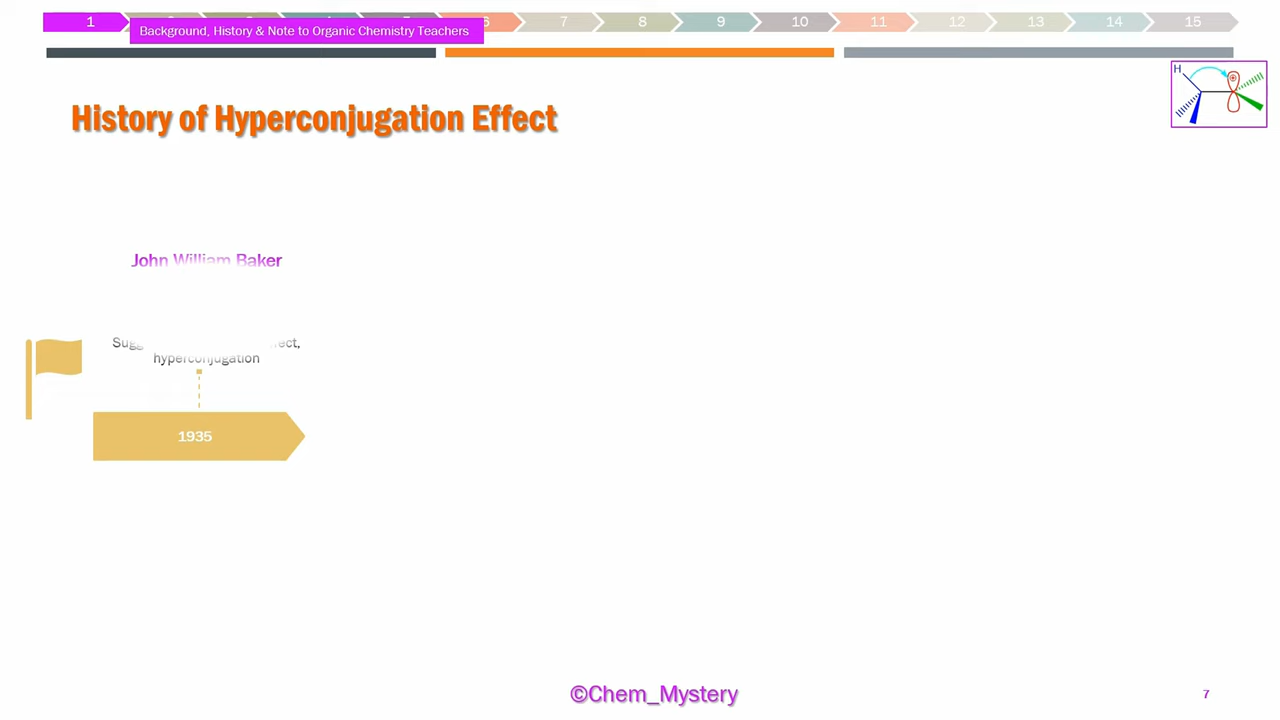 1 6 7 8 9 10 11 12 13 14 15
Background, History & Note to Organic Chemistry Teachers
H
History of Hyperconjugation Effect
John William Baker
hyperconjugation
1935
©Chem_Mystery
7